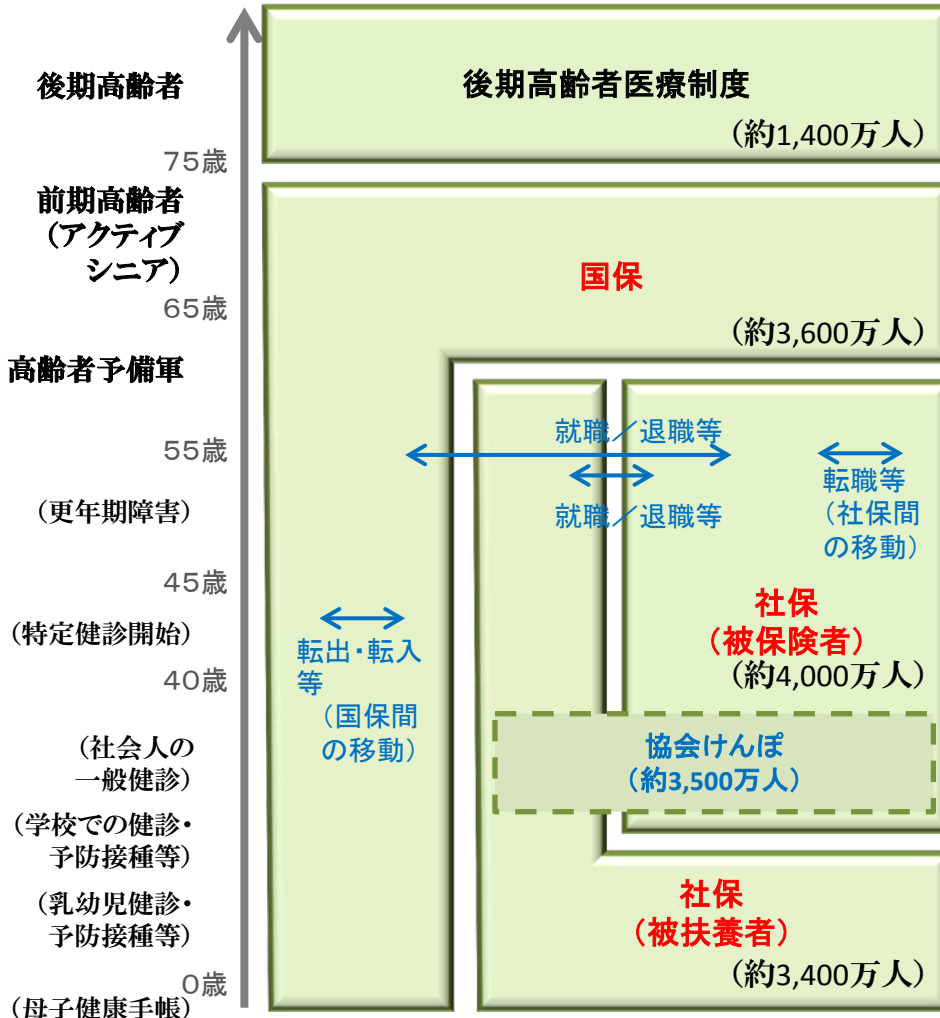 後期高齢者
75歳
前期高齢者
（アクティブ
シニア）
65歳
高齢者予備軍
55歳
（更年期障害）
45歳
（特定健診開始）
40歳
（社会人の
一般健診）
（学校での健診・
予防接種等）
（乳幼児健診・
予防接種等）
0歳
（母子健康手帳）
後期高齢者医療制度
（約1,400万人）
国保
（約3,600万人）
就職／退職等
就職／退職等
転職等
（社保間
の移動）
転出・転入
等
（国保間
の移動）
社保
（被保険者）
（約4,000万人）
協会けんぽ
（約3,500万人）
社保
（被扶養者）
（約3,400万人）